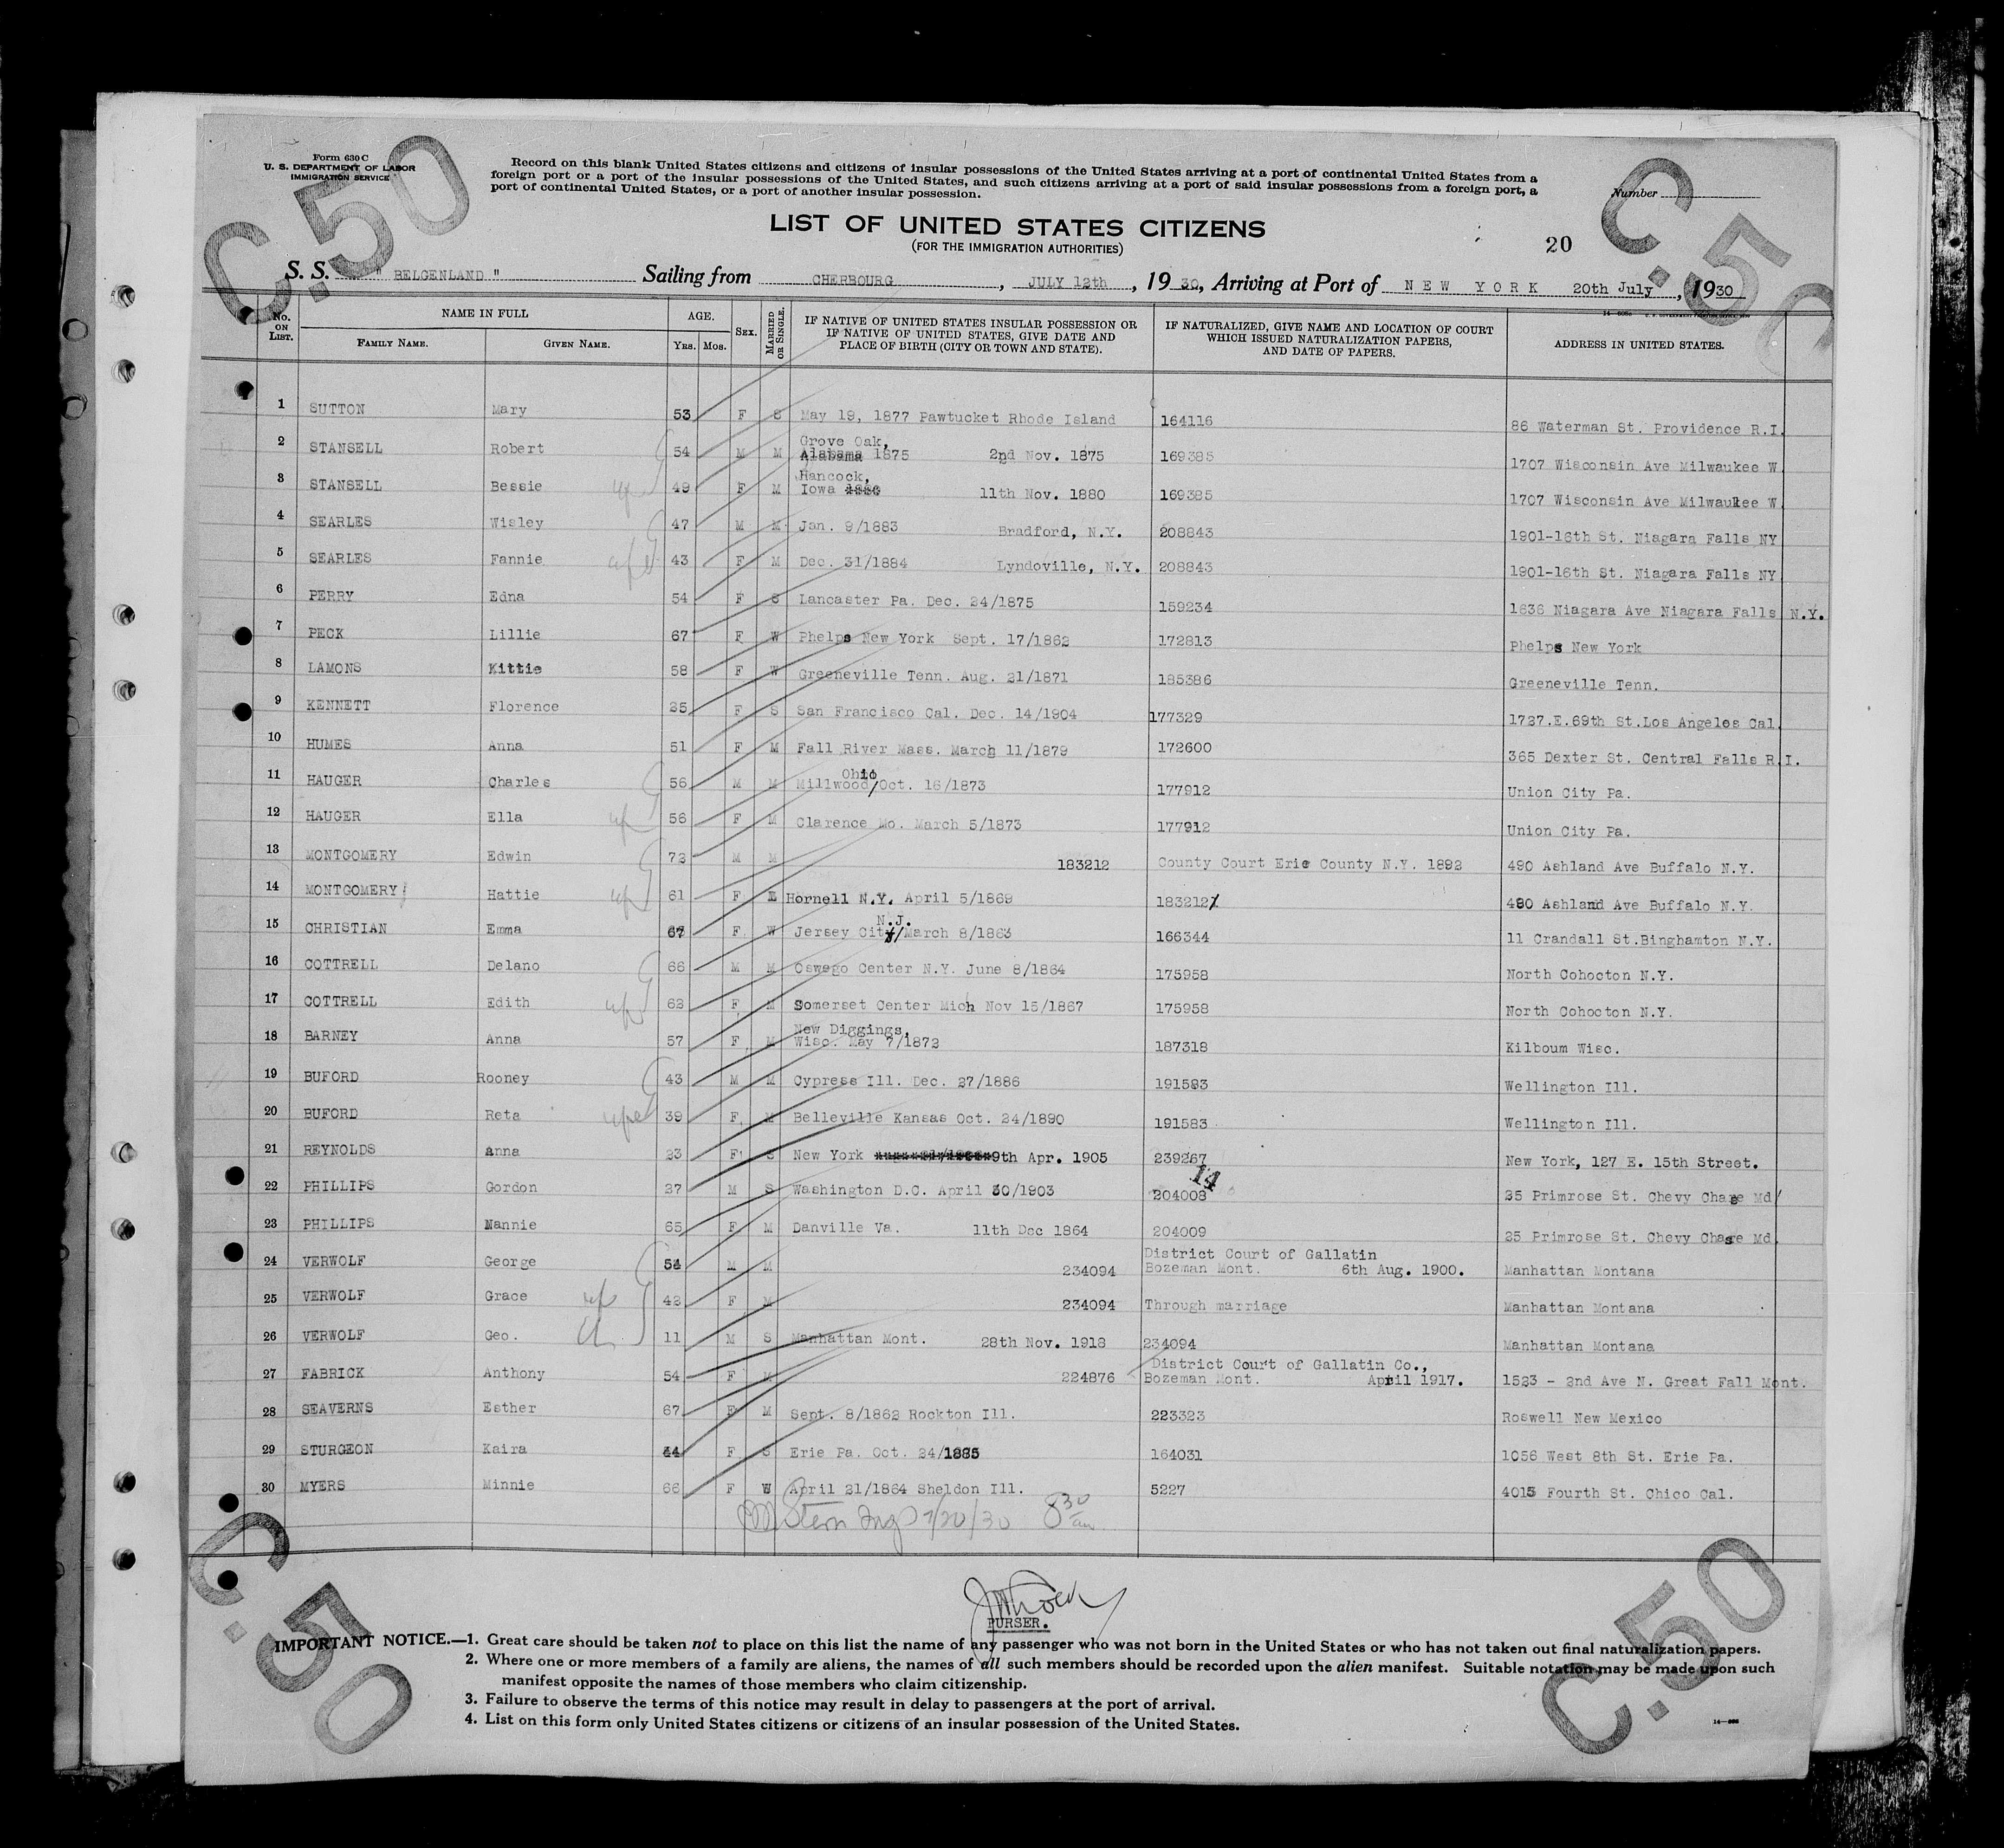 Form 630 C
U. S. DEPARTMENT OF LABOR
IMMIGRATION SERVICE
Record on this blank United States citizens and citizens of insular possessions of the United States arriving at a port of continental United States from a
foreign port or a port of the insular possessions of the United States, and such citizens arriving at a port of said insular possessions from a foreign port, a
port of continental United States, or a port of another insular possession.
Number
C.50
C.50
LIST OF UNITED STATES CITIZENS
(FOR THE IMMIGRATION AUTHORITIES)
20
S. S. " BELGENLAND " Sailing from CHERBOURG, JULY 12th, 1930, Arriving at Port of NEW YORK 20th July, 1930
No. ON LIST. NAME IN FULL FAMILY NAME. GIVEN NAME. AGE. YRS. MOS. SEX. MARRIED OR SINGLE. IF NATIVE OF UNITED STATES INSULAR POSSESSION OR IF NATIVE OF UNITED STATES, GIVE DATE AND PLACE OF BIRTH (CITY OR TOWN AND STATE). IF NATURALIZED, GIVE NAME AND LOCATION OF COURT WHICH ISSUED NATURALIZATION PAPERS, AND DATE OF PAPERS. ADDRESS IN UNITED STATES.
1 SUTTON Mary 53 F S May 19, 1877 Pawtucket Rhode Island 164116 86 Waterman St. Providence R.I.
2 STANSELL Robert 54 M M Grove Oak, Alabama 1875 2nd Nov. 1875 169385 1707 Wisconsin Ave Milwaukee W
3 STANSELL Bessie 49 F M Hancock, Iowa 1880 11th Nov. 1880 169385 1707 Wisconsin Ave Milwaukee W
4 SEARLES Wisley 47 M M Jan. 9/1883 Bradford, N.Y. 208843 1901-16th St. Niagara Falls NY
5 SEARLES Fannie 43 F M Dec. 31/1884 Lyndoville, N.Y. 208843 1901-16th St. Niagara Falls NY
6 PERRY Edna 54 F S Lancaster Pa. Dec. 24/1875 159234 1636 Niagara Ave Niagara Falls N.Y.
7 PECK Lillie 67 F W Phelps New York Sept. 17/1862 172813 Phelps New York
8 LAMONS Kittie 58 F W Greeneville Tenn. Aug. 21/1871 185386 Greeneville Tenn.
9 KENNETT Florence 25 F S San Francisco Cal. Dec. 14/1904 177329 1727.E.69th St.Los Angeles Cal.
10 HUMES Anna 51 F M Fall River Mass. March 11/1879 172600 365 Dexter St. Central Falls R.I.
11 HAUGER Charles 56 M M Millwood/Ohio Oct. 16/1873 177912 Union City Pa.
12 HAUGER Ella 56 F M Clarence Mo. March 5/1873 177912 Union City Pa.
13 MONTGOMERY Edwin 73 M M 183212 County Court Erie County N.Y. 1892 490 Ashland Ave Buffalo N.Y.
14 MONTGOMERY Hattie 61 F M Hornell N.Y. April 5/1869 183212 480 Ashland Ave Buffalo N.Y.
15 CHRISTIAN Emma 67 F W Jersey City/N.J. March 8/1863 166344 11 Crandall St.Binghamton N.Y.
16 COTTRELL Delano 66 M M Oswego Center N.Y. June 8/1864 175958 North Cohocton N.Y.
17 COTTRELL Edith 62 F M Somerset Center Mich Nov 15/1867 175958 North Cohocton N.Y.
18 BARNEY Anna 57 F M New Diggings, Wisc. May 7/1872 187318 Kilboum Wisc.
19 BUFORD Rooney 43 M M Cypress Ill. Dec. 27/1886 191583 Wellington Ill.
20 BUFORD Reta 39 F M Belleville Kansas Oct. 24/1890 191583 Wellington Ill.
21 REYNOLDS Anna 23 F S New York 9th Apr. 1905 239267 New York, 127 E. 15th Street.
22 PHILLIPS Gordon 27 M S Washington D.C. April 30/1903 204008 14 25 Primrose St. Chevy Chase Md/
23 PHILLIPS Nannie 65 F M Danville Va. 11th Dec 1864 204009 25 Primrose St. Chevy Chase Md.
24 VERWOLF George 54 M M 234094 District Court of Gallatin Bozeman Mont. 6th Aug. 1900. Manhattan Montana
25 VERWOLF Grace 42 F M 234094 Through marriage Manhattan Montana
26 VERWOLF Geo. 11 M S Manhattan Mont. 28th Nov. 1918 234094 Manhattan Montana
27 FABRICK Anthony 54 F M 224876 District Court of Gallatin Co., Bozeman Mont. April 1917. 1523 - 2nd Ave N. Great Fall Mont.
28 SEAVERNS Esther 67 F M Sept. 8/1862 Rockton Ill. 223323 Roswell New Mexico
29 STURGEON Kaira 44 F S Erie Pa. Oct. 24/1885 164031 1056 West 8th St. Erie Pa.
30 MYERS Minnie 66 F W April 21/1864 Sheldon Ill. 5227 4015 Fourth St. Chico Cal.
Stern Insp 7/20/30 8 30 am
PURSER.
IMPORTANT NOTICE.—1. Great care should be taken not to place on this list the name of any passenger who was not born in the United States or who has not taken out final naturalization papers.
2. Where one or more members of a family are aliens, the names of all such members should be recorded upon the alien manifest. Suitable notation may be made upon such
manifest opposite the names of those members who claim citizenship.
3. Failure to observe the terms of this notice may result in delay to passengers at the port of arrival.
4. List on this form only United States citizens or citizens of an insular possession of the United States.
C.50
C.50